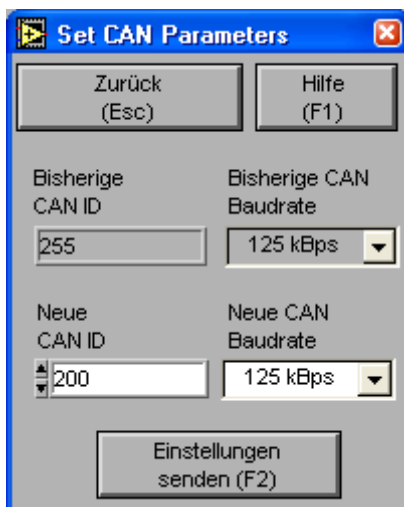 Set CAN Parameters
Zurück
(Esc)
Hilfe
(F1)
Bisherige
CAN ID
Bisherige CAN
Baudrate
255
125 kBps
Neue
CAN ID
Neue CAN
Baudrate
200
125 kBps
Einstellungen
senden (F2)